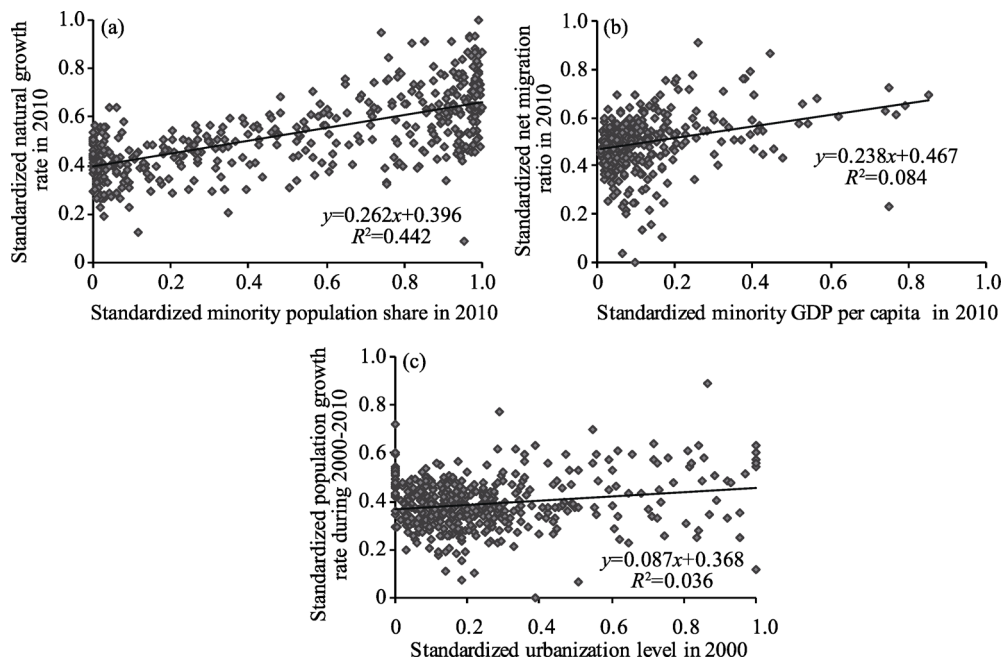 (a)
Standardized natural growth
rate in 2010
1.0
0.8
0.6
0.4
0.2
0
0 0.2 0.4 0.6 0.8 1.0
y=0.262x+0.396
R²=0.442
Standardized minority population share in 2010
(b)
Standardized net migration
ratio in 2010
1.0
0.8
0.6
0.4
0.2
0
0 0.2 0.4 0.6 0.8 1.0
y=0.238x+0.467
R²=0.084
Standardized minority GDP per capita in 2010
(c)
Standardized population growth
rate during 2000-2010
1.0
0.8
0.6
0.4
0.2
0
0 0.2 0.4 0.6 0.8 1.0
y=0.087x+0.368
R²=0.036
Standardized urbanization level in 2000